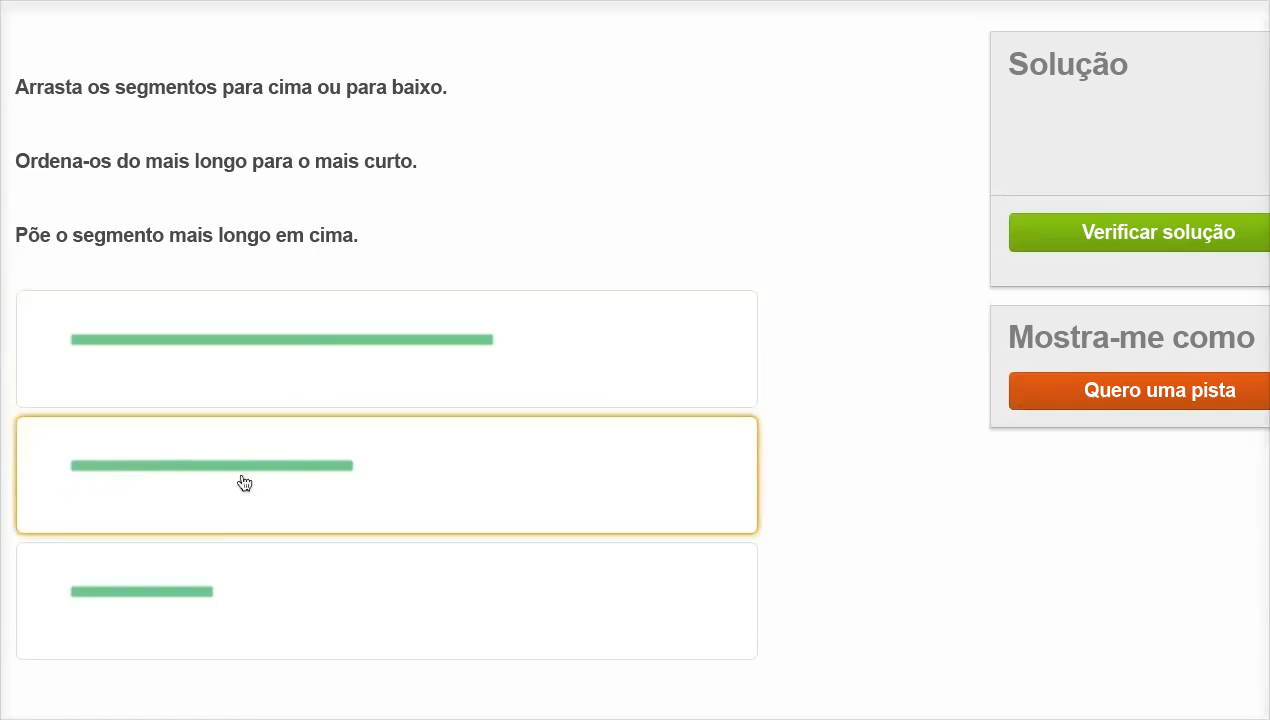 Arrasta os segmentos para cima ou para baixo.
Ordena-os do mais longo para o mais curto.
Põe o segmento mais longo em cima.
Solução
Verificar solução
Mostra-me como
Quero uma pista